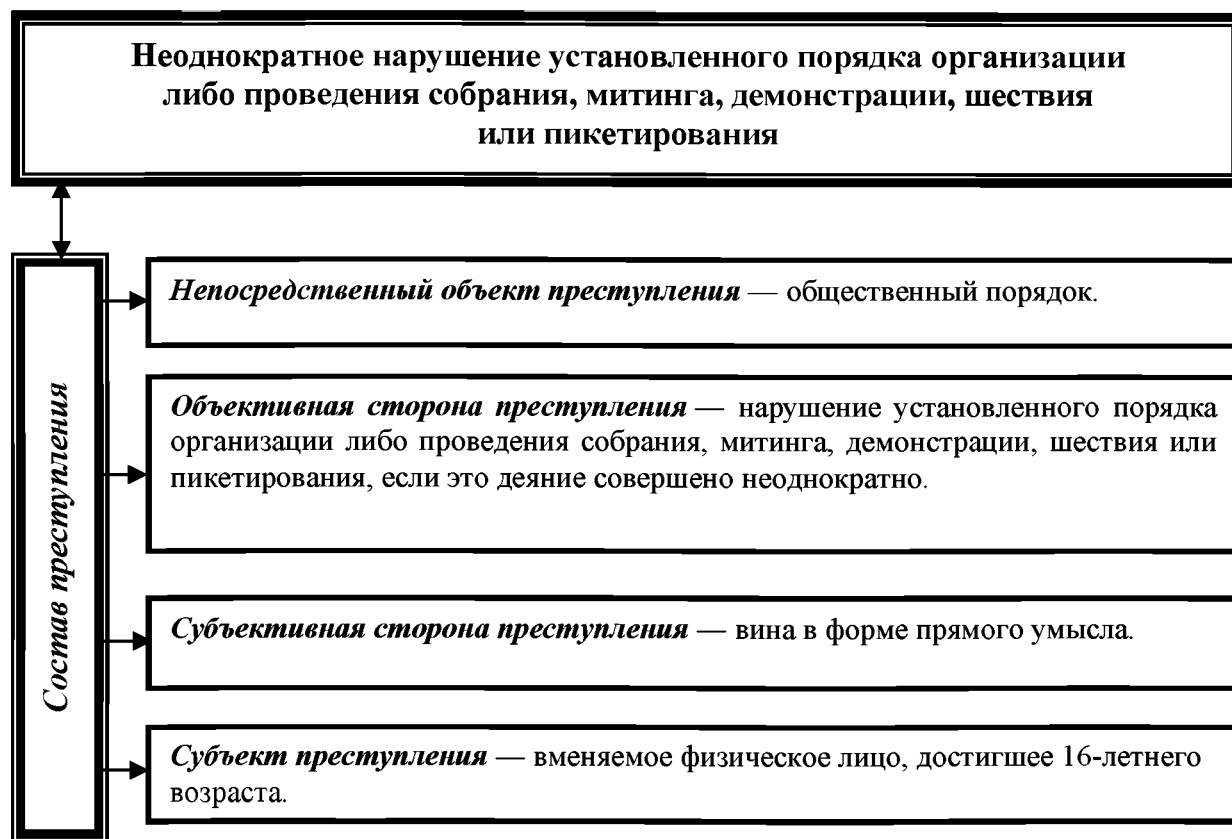 Неоднократное нарушение установленного порядка организации
либо проведения собрания, митинга, демонстрации, шествия
или пикетирования
Состав преступления
Непосредственный объект преступления — общественный порядок.
Объективная сторона преступления — нарушение установленного порядка
организации либо проведения собрания, митинга, демонстрации, шествия или
пикетирования, если это деяние совершено неоднократно.
Субъективная сторона преступления — вина в форме прямого умысла.
Субъект преступления — вменяемое физическое лицо, достигшее 16-летнего
возраста.